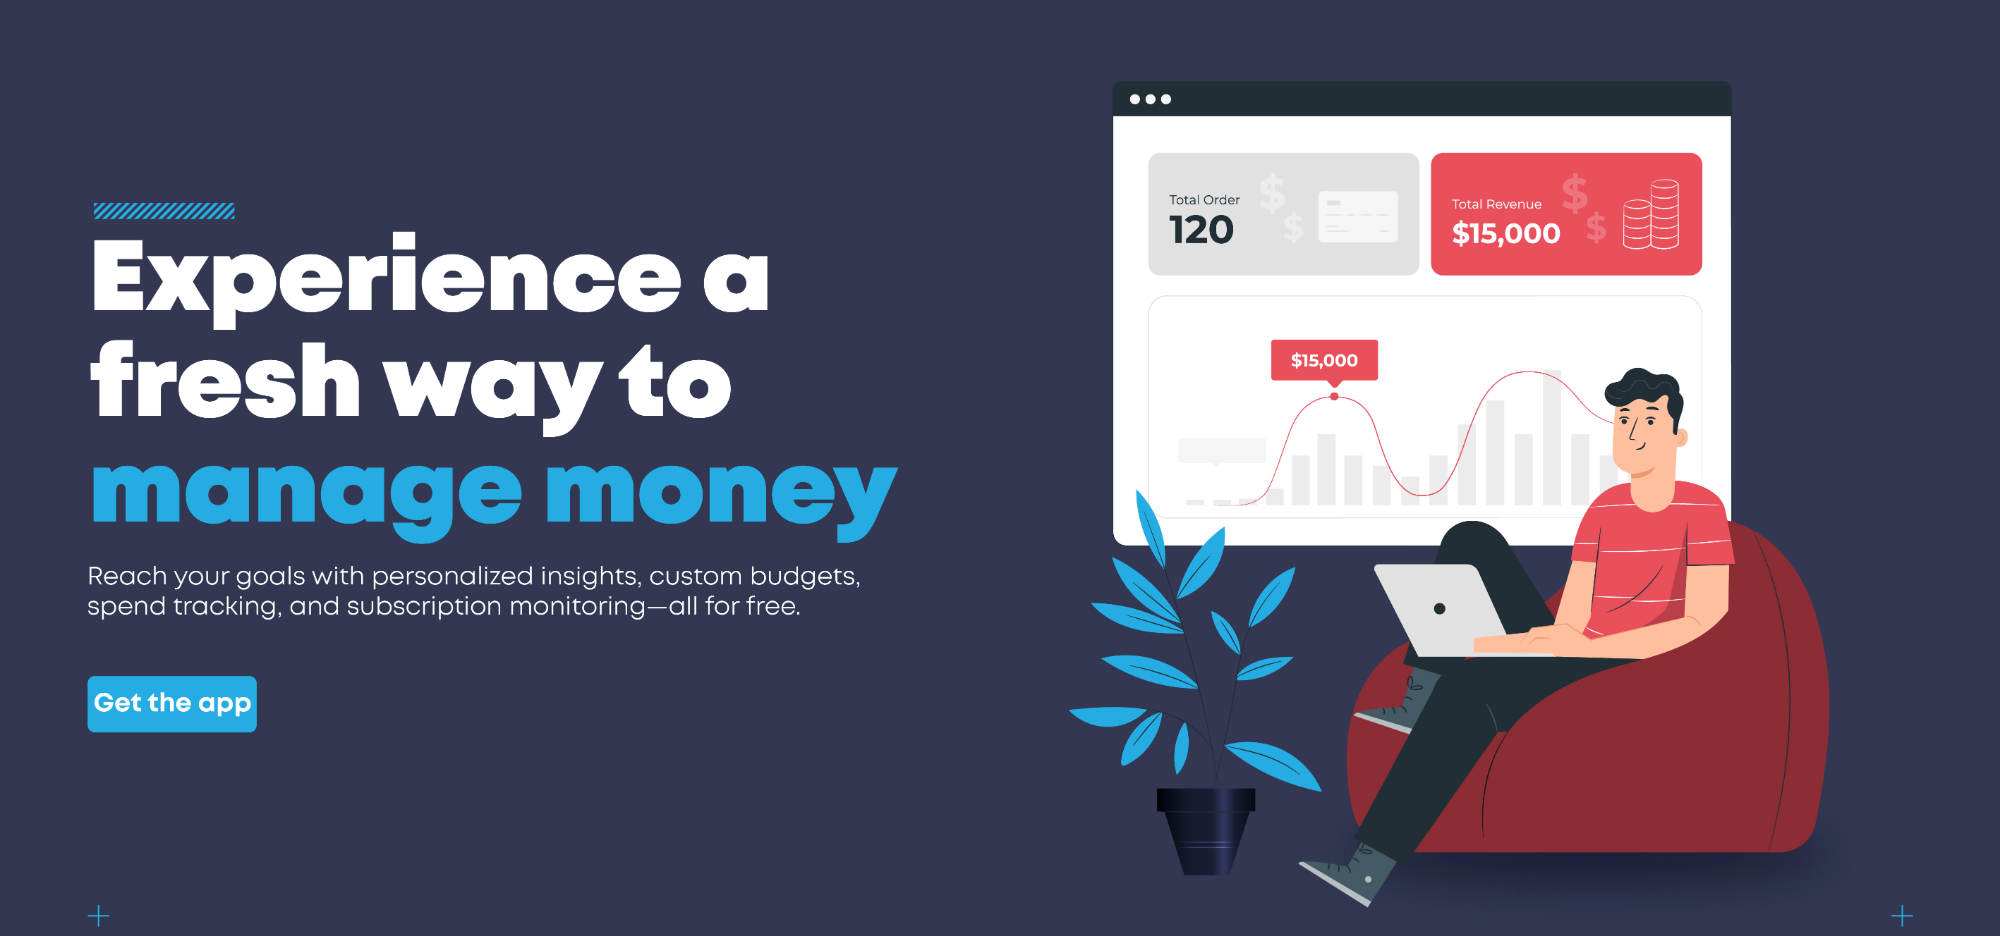 Experience a
fresh way to
manage money
Reach your goals with personalized insights, custom budgets,
spend tracking, and subscription monitoring—all for free.
Get the app
Total Order
120
Total Revenue
$15,000
$15,000